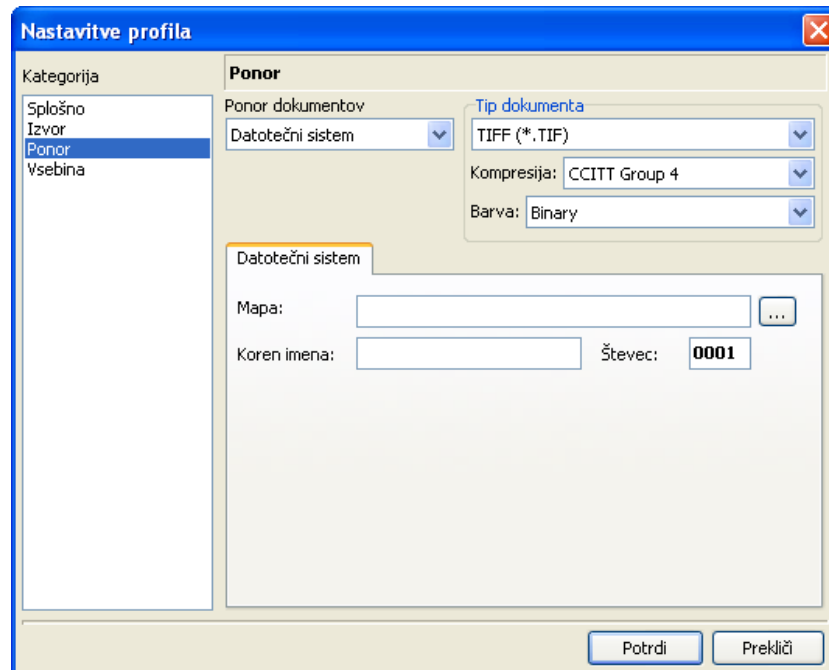 Nastavitve profila
Kategorija
Splošno
Izvor
Ponor
Vsebina
Ponor
Ponor dokumentov
Datotečni sistem
Tip dokumenta
TIFF (*.TIF)
Kompresija: CCITT Group 4
Barva: Binary
Datotečni sistem
Mapa:
...
Koren imena:
Števec: 0001
Potrdi
Prekliči